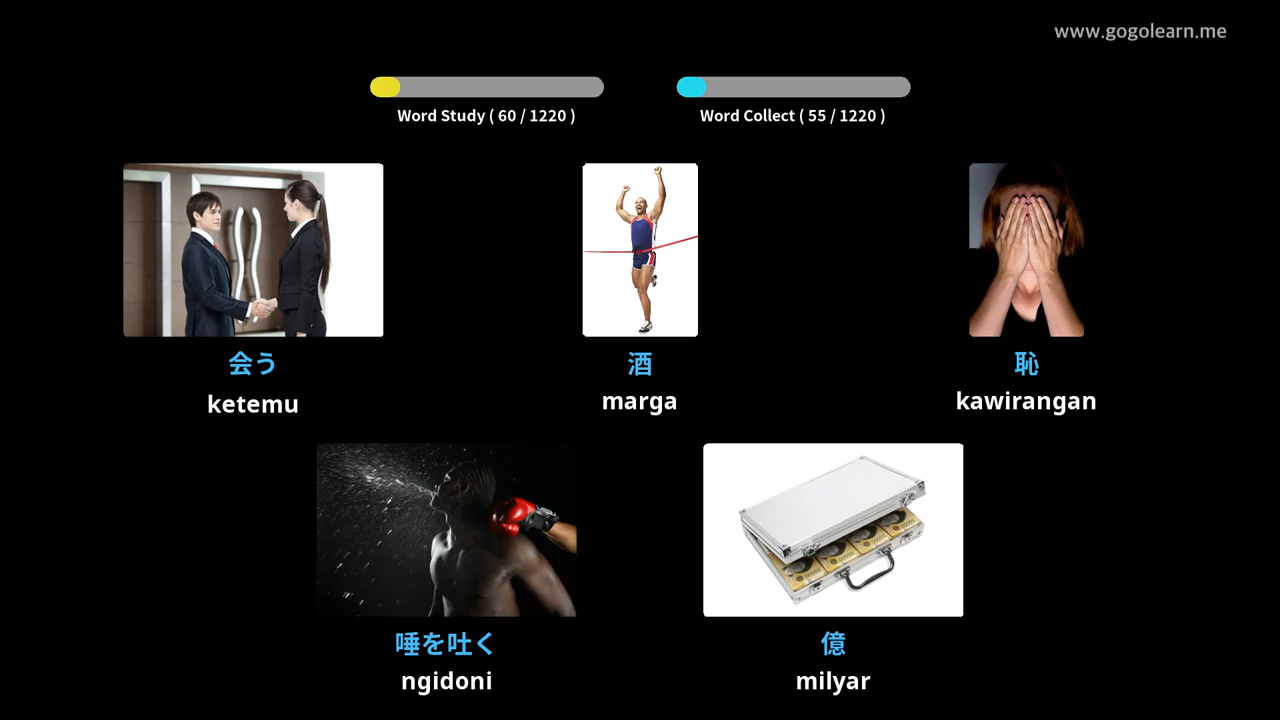 www.gogolearn.me
Word Study ( 60 / 1220 )
Word Collect ( 55 / 1220 )
会う
ketemu
酒
marga
恥
kawirangan
唾を吐く
ngidoni
億
milyar